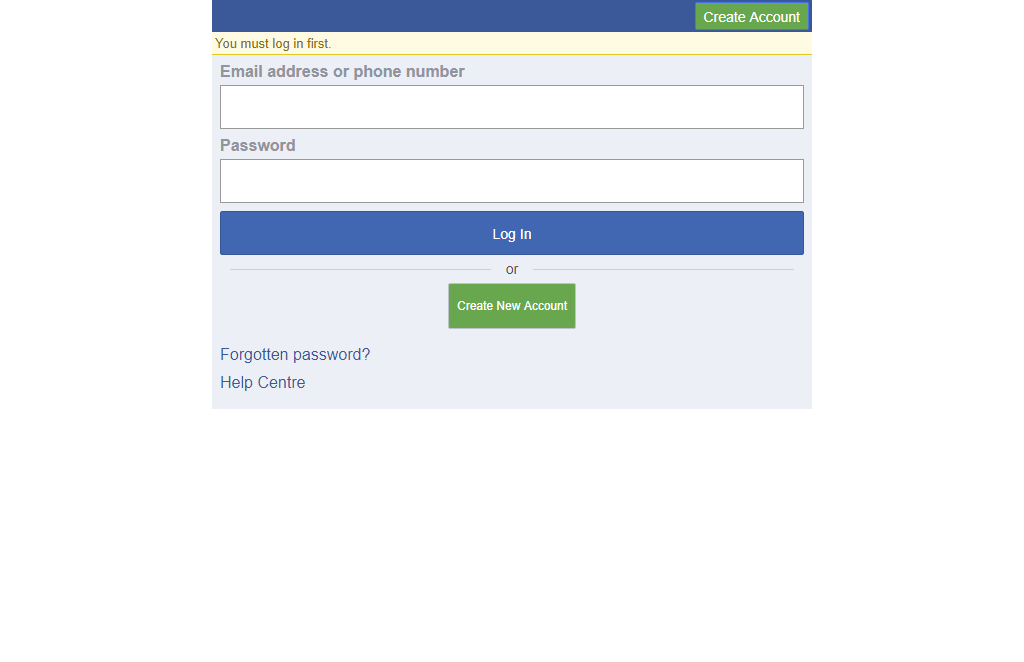 Create Account
You must log in first.
Email address or phone number
Password
Log In
or
Create New Account
Forgotten password?
Help Centre